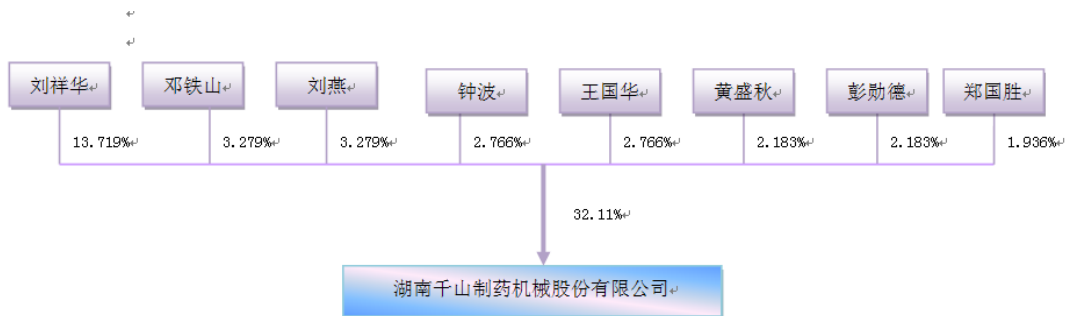 刘祥华
邓铁山
刘燕
钟波
王国华
黄盛秋
彭勋德
郑国胜
13.719%
3.279%
3.279%
2.766%
2.766%
2.183%
2.183%
1.936%
32.11%
湖南千山制药机械股份有限公司